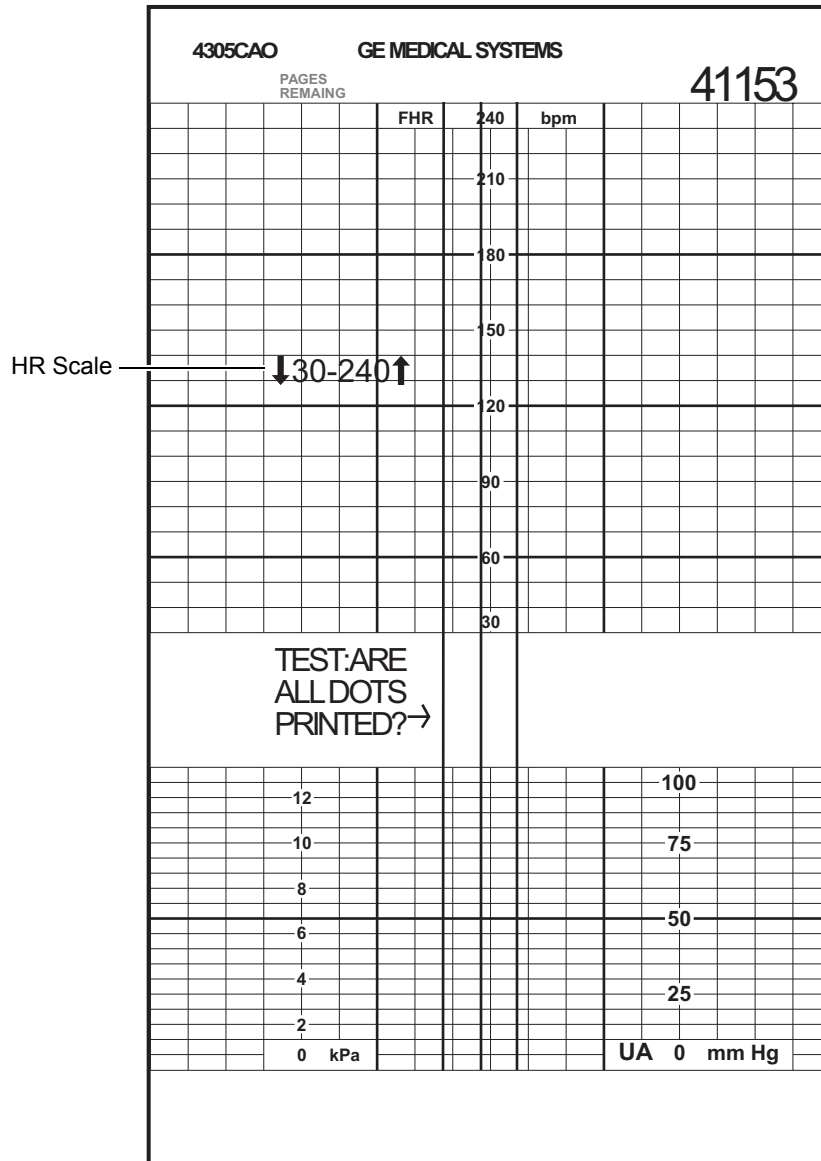 4305CAO GE MEDICAL SYSTEMS
PAGES
REMAING
41153
FHR 240 bpm
210
180
150
HR Scale
30-240
120
90
60
30
TEST:ARE
ALL DOTS
PRINTED?
100
12
10 75
8
50
6
4
25
2
0 kPa UA 0 mm Hg